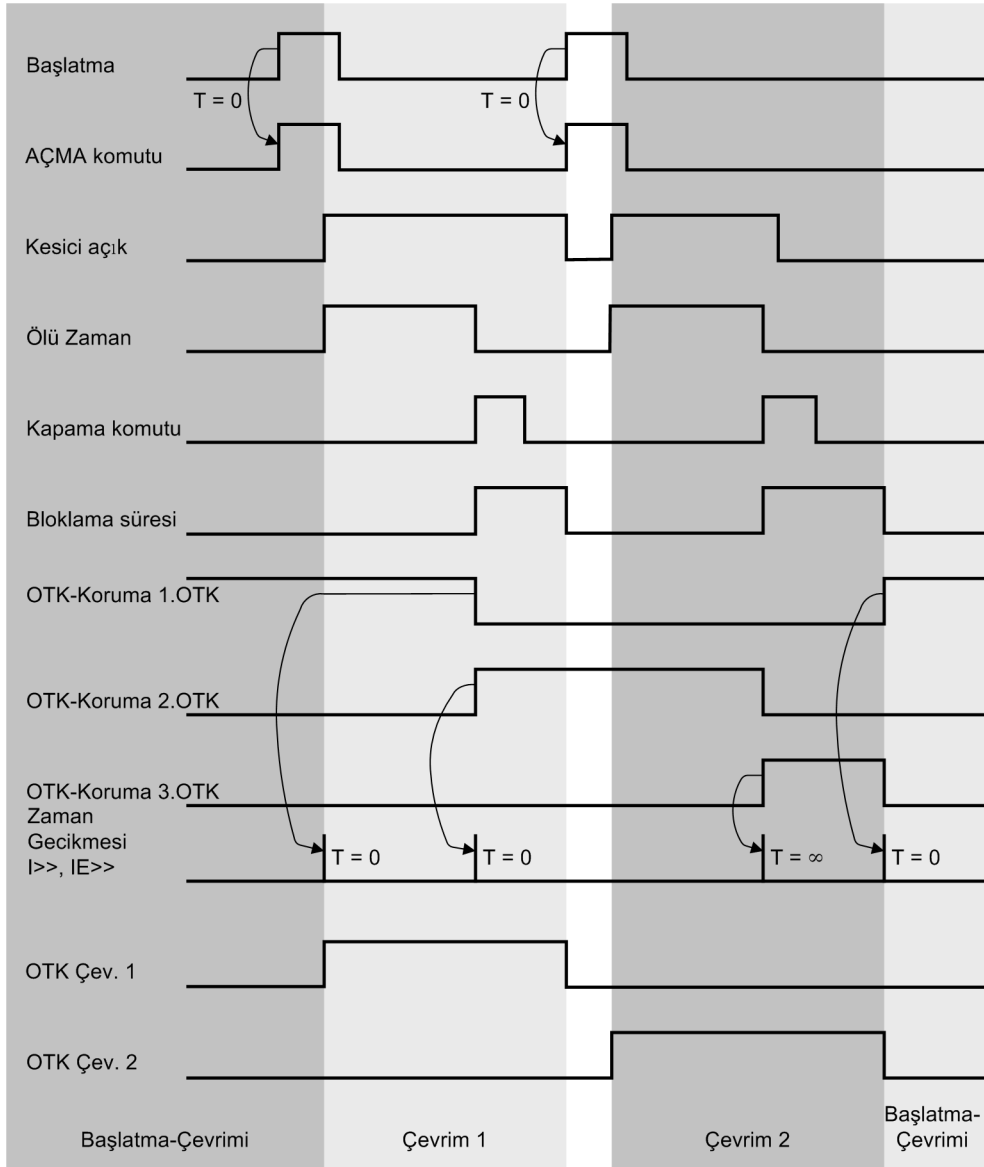 Başlatma
T = 0
T = 0
AÇMA komutu
Kesici açık
Ölü Zaman
Kapama komutu
Bloklama süresi
OTK-Koruma 1.OTK
OTK-Koruma 2.OTK
OTK-Koruma 3.OTK
Zaman
Gecikmesi
I>>, IE>>
T = 0
T = 0
T = ∞
T = 0
OTK Çev. 1
OTK Çev. 2
Başlatma-Çevrimi
Çevrim 1
Çevrim 2
Başlatma-
Çevrimi